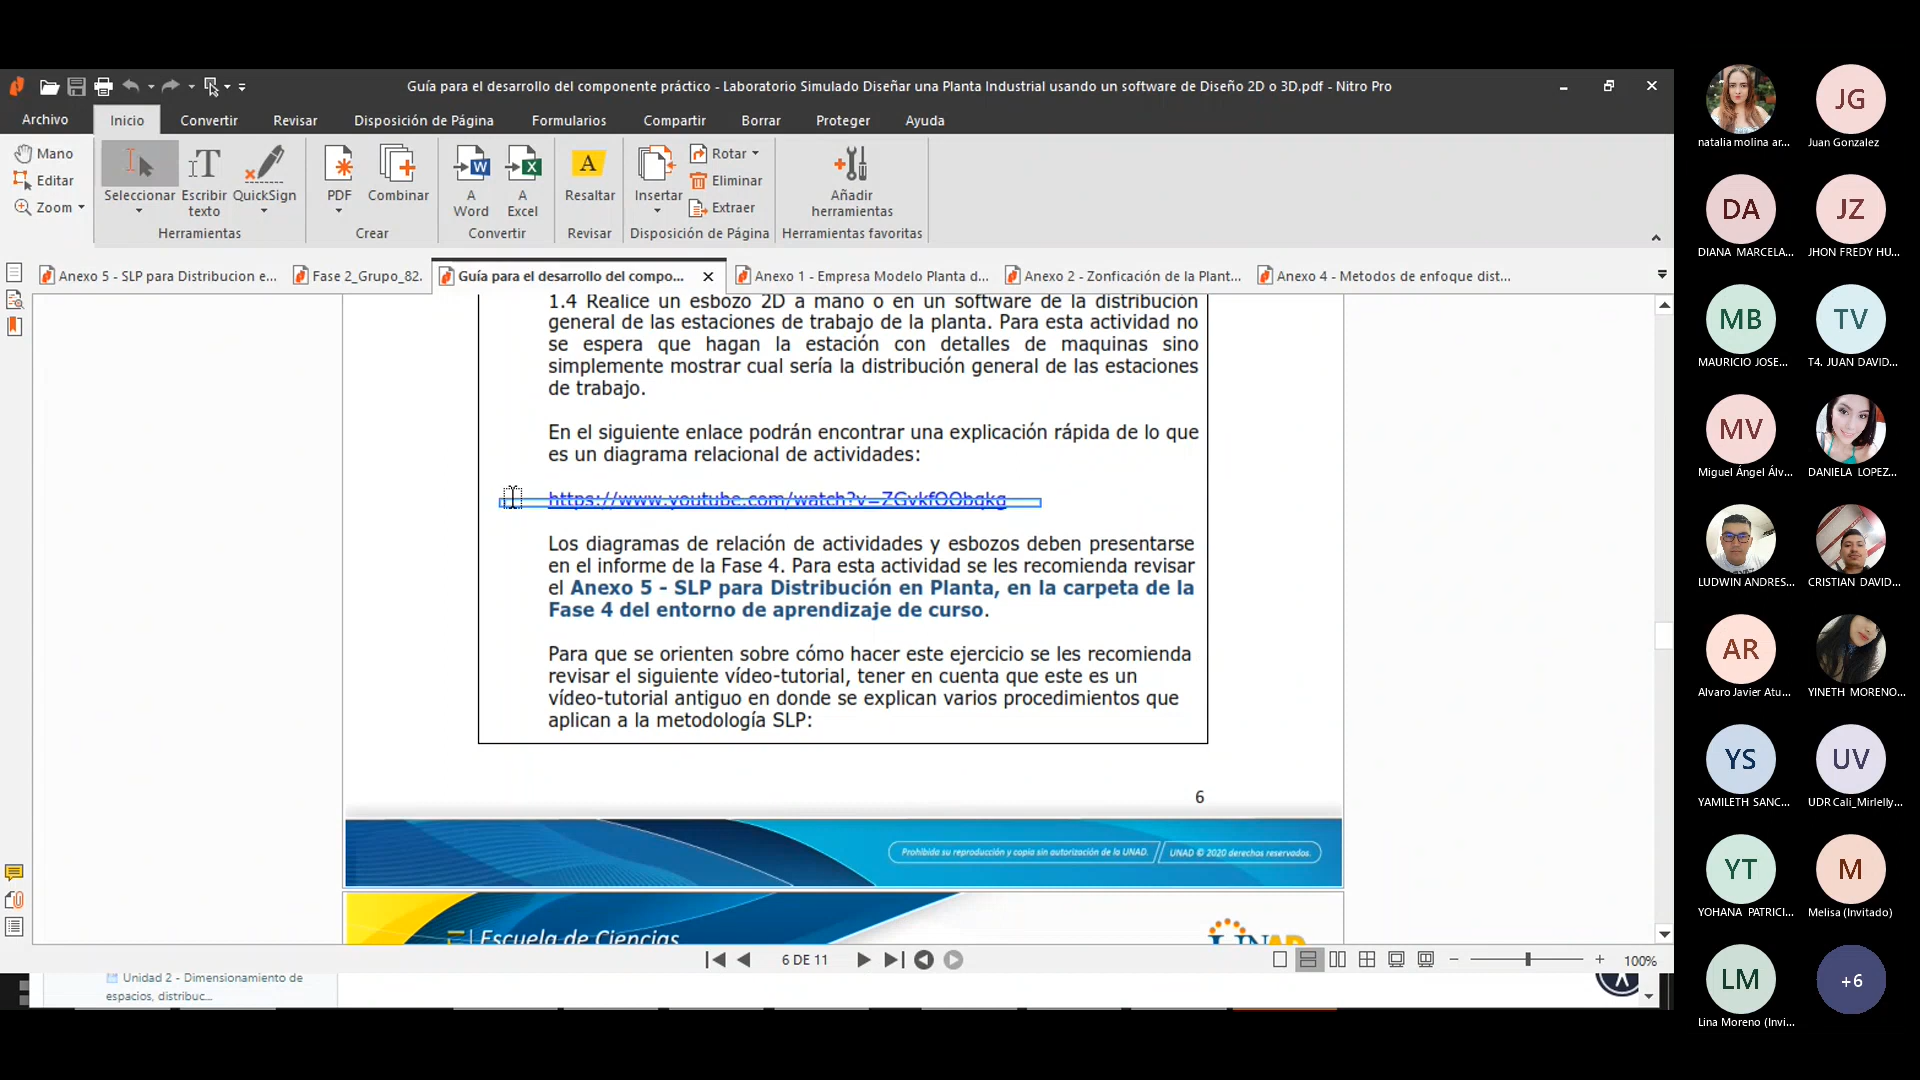 Guía para el desarrollo del componente práctico - Laboratorio Simulado Diseñar una Planta Industrial usando un software de Diseño 2D o 3D.pdf - Nitro Pro
Archivo Inicio Convertir Revisar Disposición de Página Formularios Compartir Borrar Proteger Ayuda
Mano
Editar
Zoom
Seleccionar
Escribir
texto
QuickSign
Herramientas
PDF
Combinar
Crear
A
Word
A
Excel
Convertir
A
Resaltar
Revisar
Insertar
Rotar
Eliminar
Extraer
Disposición de Página
Añadir
herramientas
Herramientas favoritas
Anexo 5 - SLP para Distribucion e...
Fase 2_Grupo_82.
Guía para el desarrollo del compo...
Anexo 1 - Empresa Modelo Planta d...
Anexo 2 - Zonficación de la Plant...
Anexo 4 - Metodos de enfoque dist...
1.4 Realice un esbozo 2D a mano o en un software de la distribución
general de las estaciones de trabajo de la planta. Para esta actividad no
se espera que hagan la estación con detalles de maquinas sino
simplemente mostrar cual sería la distribución general de las estaciones
de trabajo.
En el siguiente enlace podrán encontrar una explicación rápida de lo que
es un diagrama relacional de actividades:
https://www.youtube.com/watch?v=ZGvkfOObqkg
Los diagramas de relación de actividades y esbozos deben presentarse
en el informe de la Fase 4. Para esta actividad se les recomienda revisar
el Anexo 5 - SLP para Distribución en Planta, en la carpeta de la
Fase 4 del entorno de aprendizaje de curso.
Para que se orienten sobre cómo hacer este ejercicio se les recomienda
revisar el siguiente vídeo-tutorial, tener en cuenta que este es un
vídeo-tutorial antiguo en donde se explican varios procedimientos que
aplican a la metodología SLP:
6
Prohibida su reproducción y copia sin autorización de la UNAD. UNAD © 2020 derechos reservados.
Escuela de Ciencias
UNAD
6 DE 11
100%
Unidad 2 - Dimensionamiento de
espacios, distribuc...
natalia molina ar...
JG
Juan Gonzalez
DA
DIANA MARCELA...
JZ
JHON FREDY HU...
MB
MAURICIO JOSE...
TV
T4. JUAN DAVID...
MV
Miguel Ángel Álv...
DANIELA LOPEZ...
LUDWIN ANDRES...
CRISTIAN DAVID...
AR
Alvaro Javier Atu...
YINETH MORENO...
YS
YAMILETH SANC...
UV
UDR Cali_Mirlelly...
YT
YOHANA PATRICI...
M
Melisa (Invitado)
LM
Lina Moreno (Invi...
+6